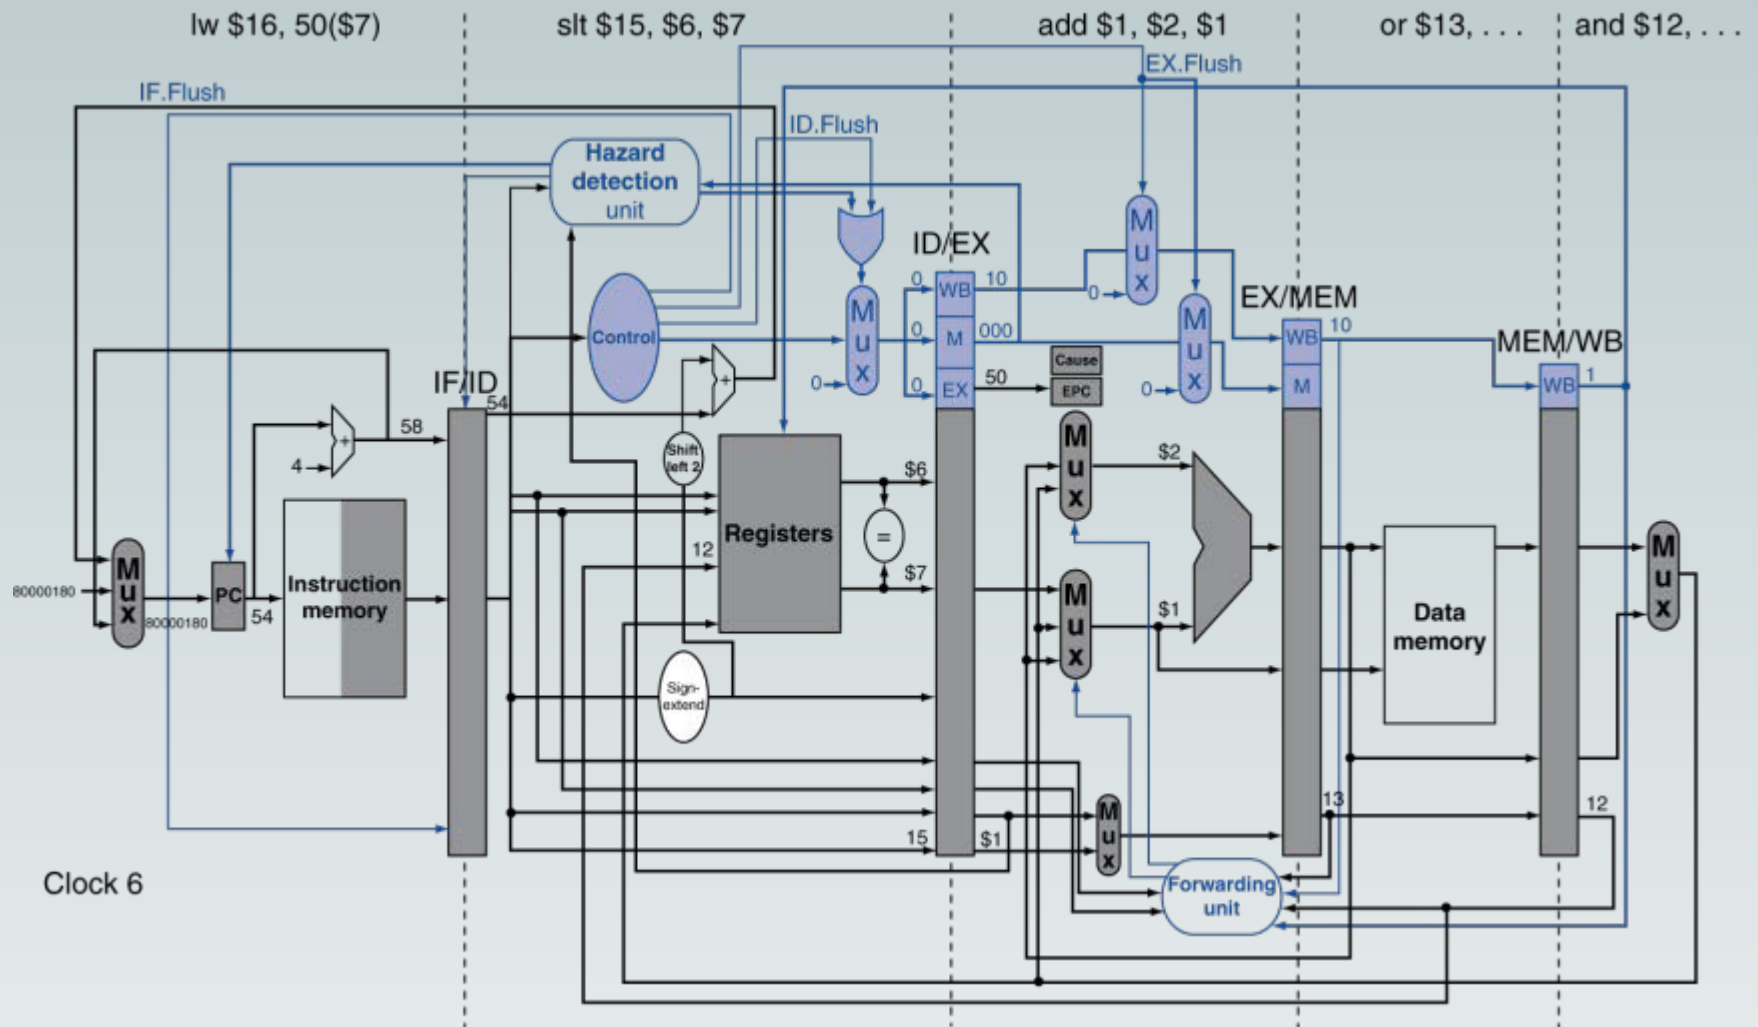 lw $16, 50($7)
slt $15, $6, $7
add $1, $2, $1
or $13, . . .
and $12, . . .
EX.Flush
IF.Flush
ID.Flush
Hazard
detection
unit
M
u
x
0
ID/EX
0
WB
10
EX/MEM
M
u
x
0
Control
M
u
x
0
0
M
000
WB
10
MEM/WB
Cause
50
EPC
0
EX
0
M
WB
1
IF/ID
54
+
58
+
4
Shift
left 2
$6
M
u
x
$2
Registers
=
12
$7
M
u
x
$1
M
u
x
80000180
80000180
PC
54
Instruction
memory
Data
memory
M
u
x
Sign-
extend
15
$1
M
u
x
13
12
Clock 6
Forwarding
unit